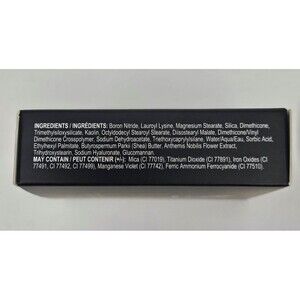 INGREDIENTS / INGRÉDIENTS: Boron Nitride, Lauroyl Lysine, Magnesium Stearate, Silica, Dimethicone,
Trimethylsiloxysilicate, Kaolin, Octyldodecyl Stearoyl Stearate, Diisostearyl Malate, Dimethicone/Vinyl
Dimethicone Crosspolymer, Sodium Dehydroacetate, Triethoxycaprylylsilane, Water/Aqua/Eau, Sorbic Acid,
Ethylhexyl Palmitate, Butyrospermum Parkii (Shea) Butter, Anthemis Nobilis Flower Extract,
Trihydroxystearin, Sodium Hyaluronate, Glucomannan.
MAY CONTAIN / PEUT CONTENIR (+/-): Mica (CI 77019), Titanium Dioxide (CI 77891), Iron Oxides (CI
77491, CI 77492, CI 77499), Manganese Violet (CI 77742), Ferric Ammonium Ferrocyanide (CI 77510).